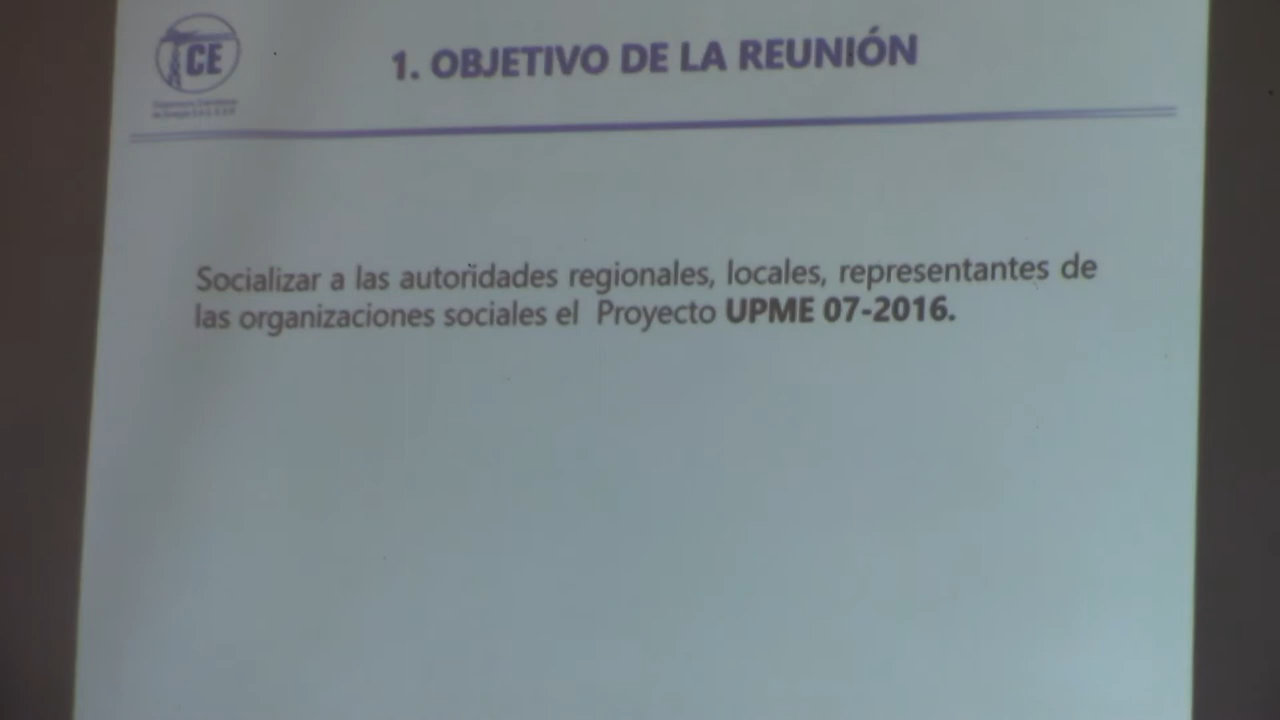 TCE
1. OBJETIVO DE LA REUNIÓN
Socializar a las autoridades regionales, locales, representantes de
las organizaciones sociales el Proyecto UPME 07-2016.